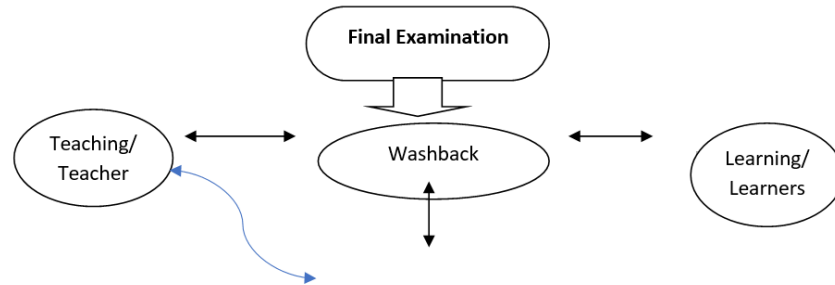 Final Examination
Teaching/
Teacher
Washback
Learning/
Learners